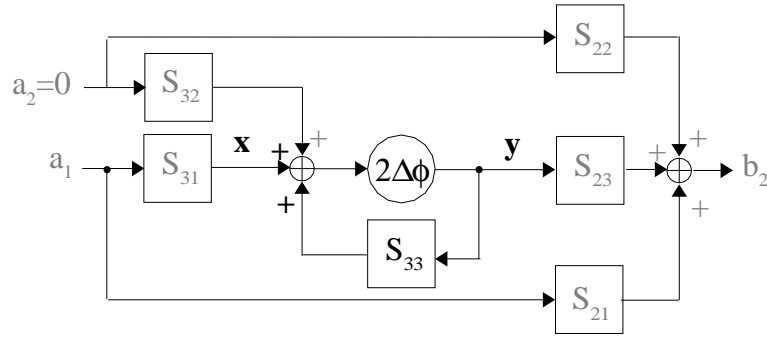 S22
+
a2=0
S32
+
+
a1
S31
x
+
2Δϕ
y
S23
+
b2
+
S33
+
S21